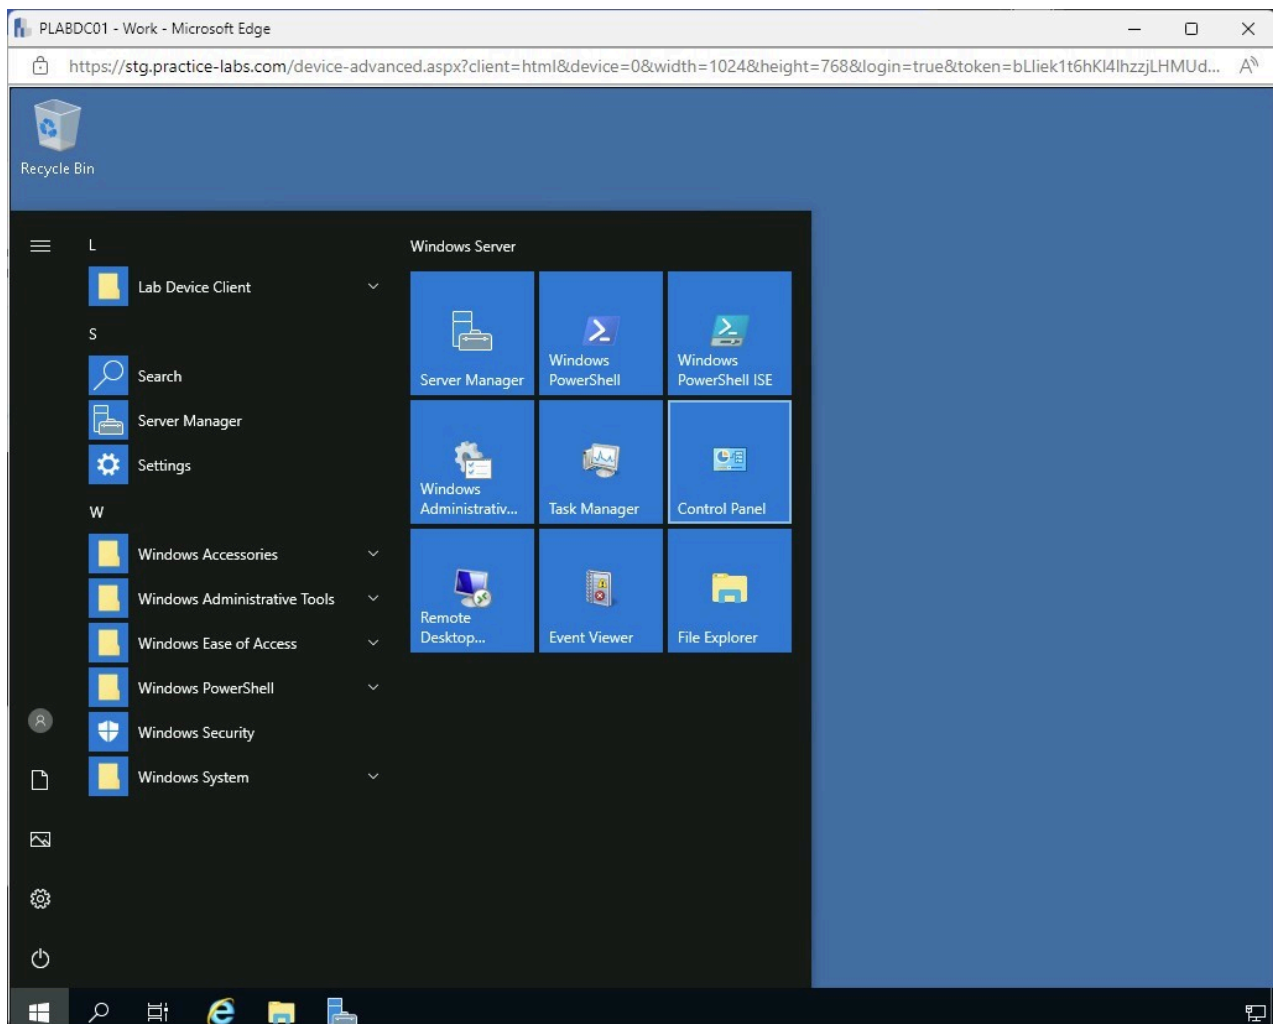 PLABDC01 - Work - Microsoft Edge
https://stg.practice-labs.com/device-advanced.aspx?client=html&device=0&width=1024&height=768&login=true&token=bLIiek1t6hKl4IhzzjLHMUd...
Recycle Bin
L
Lab Device Client
S
Search
Server Manager
Settings
W
Windows Accessories
Windows Administrative Tools
Windows Ease of Access
Windows PowerShell
Windows Security
Windows System
Windows Server
Server Manager
Windows
PowerShell
Windows
PowerShell ISE
Windows
Administrativ...
Task Manager
Control Panel
Remote
Desktop...
Event Viewer
File Explorer